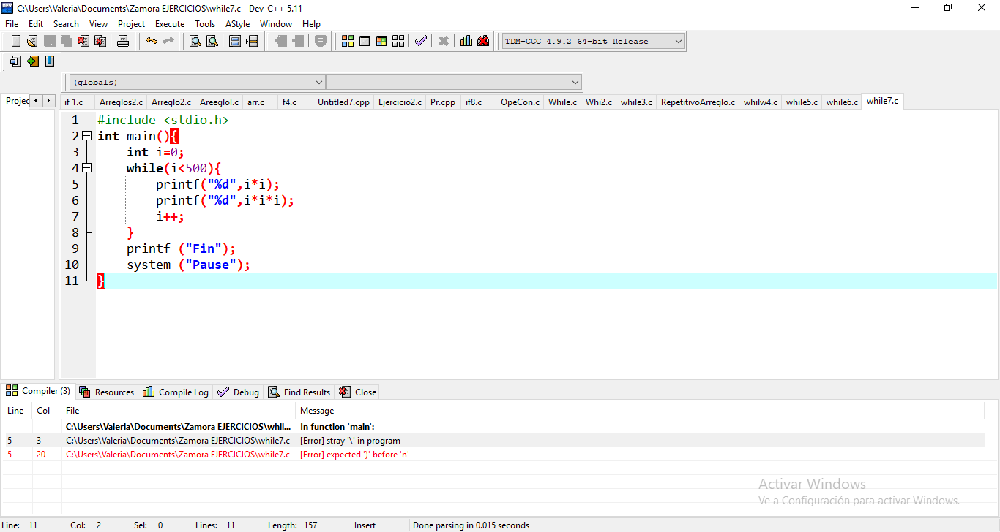 C:\Users\Valeria\Documents\Zamora EJERCICIOS\while7.c - Dev-C++ 5.11
File Edit Search View Project Execute Tools AStyle Window Help
TDM-GCC 4.9.2 64-bit Release
(globals)
Projec if 1.c Arreglos2.c Arreglo2.c Areeglol.c arr.c f4.c Untitled7.cpp Ejercicio2.c Pr.cpp if8.c OpeCon.c While.c Whi2.c while3.c RepetitivoArreglo.c whilw4.c while5.c while6.c while7.c
1 #include <stdio.h>
2 int main(){
3 int i=0;
4 while(i<500){
5 printf("%d",i*i);
6 printf("%d",i*i*i);
7 i++;
8 }
9 printf ("Fin");
10 system ("Pause");
11 }
Compiler (3) Resources Compile Log Debug Find Results Close
Line Col File Message
C:\Users\Valeria\Documents\Zamora EJERCICIOS\whil... In function 'main':
5 3 C:\Users\Valeria\Documents\Zamora EJERCICIOS\while7.c [Error] stray '\' in program
5 20 C:\Users\Valeria\Documents\Zamora EJERCICIOS\while7.c [Error] expected ')' before 'n'
Activar Windows
Ve a Configuración para activar Windows.
Line: 11 Col: 2 Sel: 0 Lines: 11 Length: 157 Insert Done parsing in 0.015 seconds